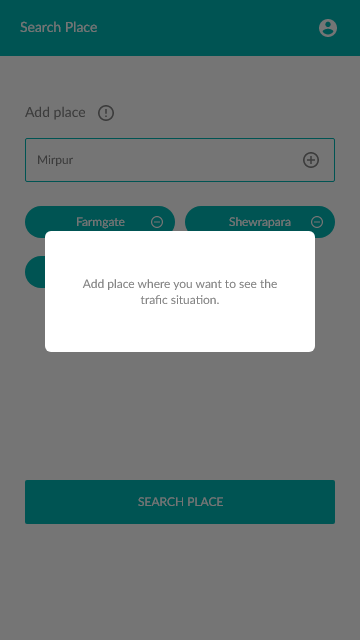 Search Place
Add place
Mirpur
Farmgate
Shewrapara
Add place where you want to see the
trafic situation.
SEARCH PLACE